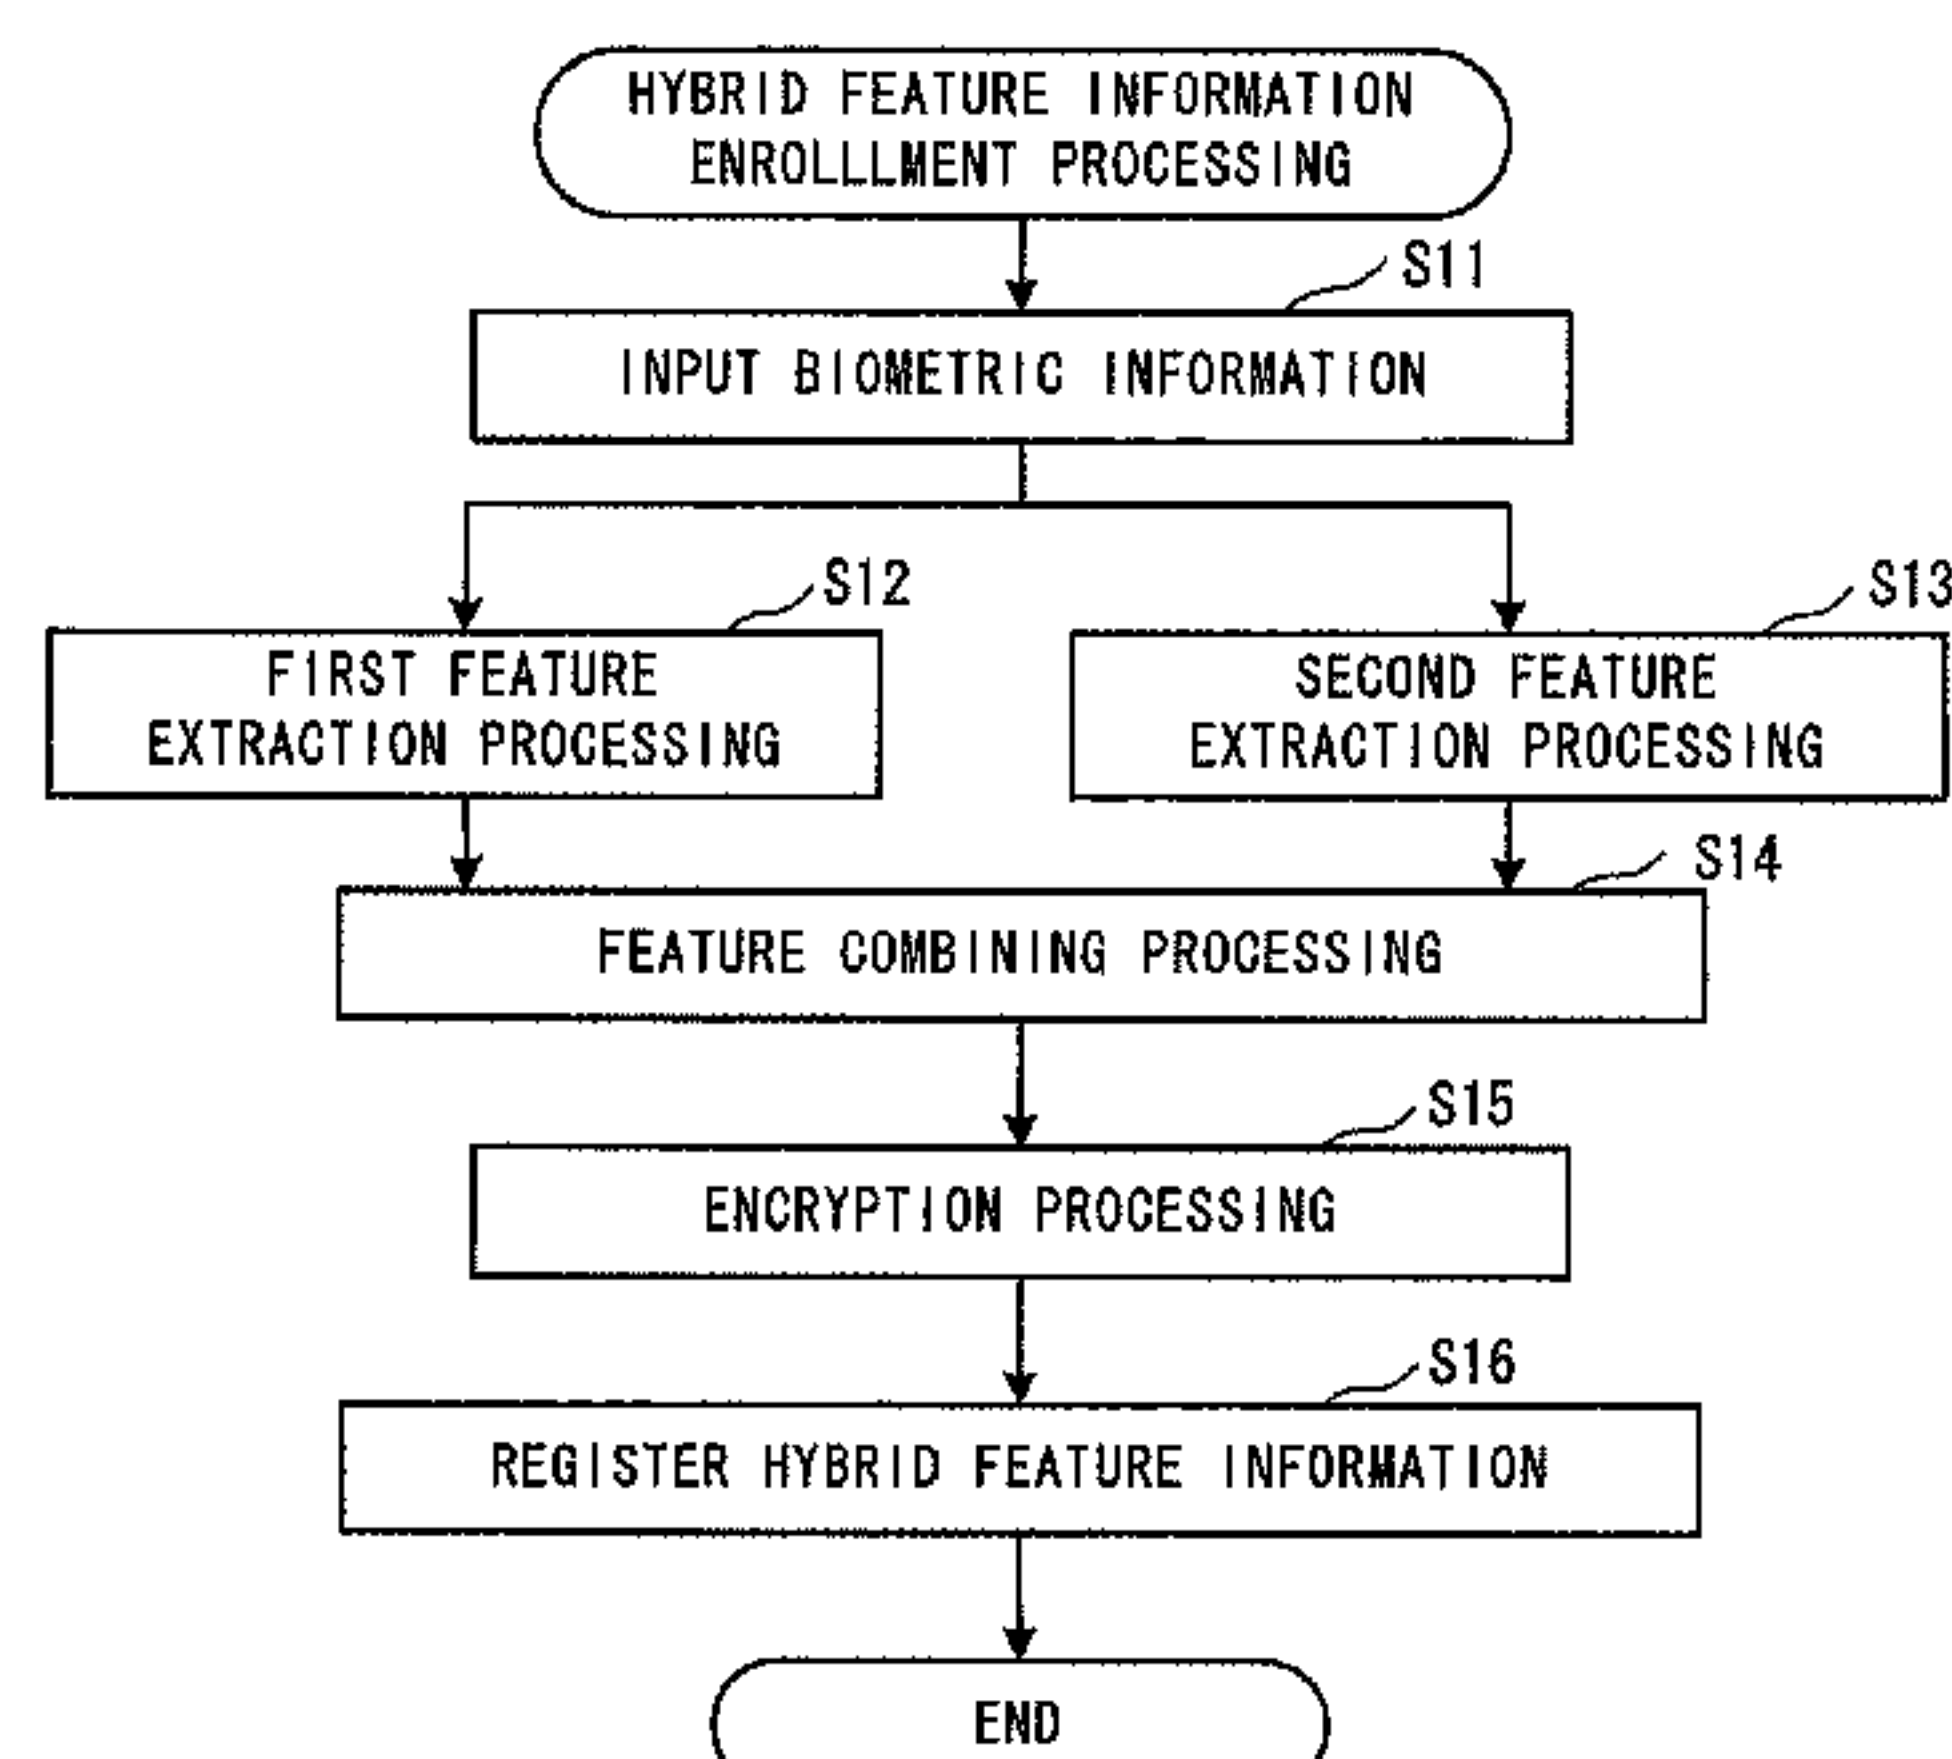 HYBRID FEATURE INFORMATION
ENROLLLMENT PROCESSING
S11
INPUT BIOMETRIC INFORMATION
S12
FIRST FEATURE
EXTRACTION PROCESSING
S13
SECOND FEATURE
EXTRACTION PROCESSING
S14
FEATURE COMBINING PROCESSING
S15
ENCRYPTION PROCESSING
S16
REGISTER HYBRID FEATURE INFORMATION
END